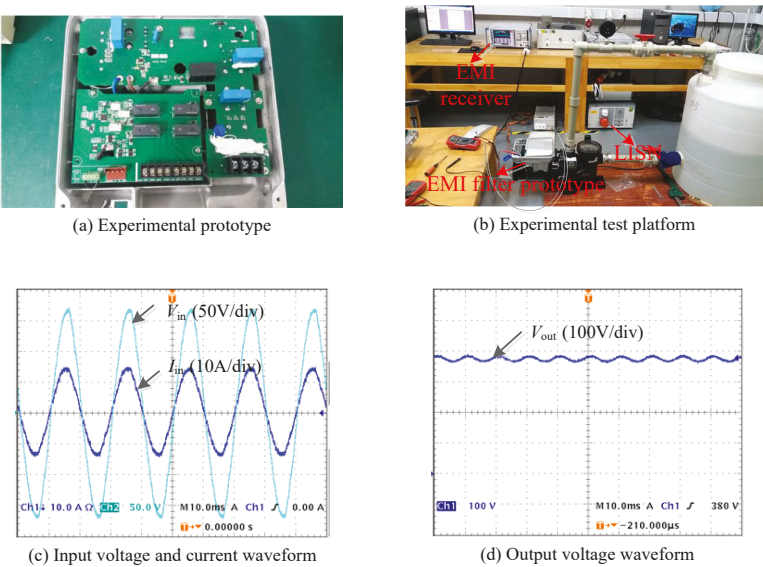 EMI
receiver
LISN
EMI filter prototype
(a) Experimental prototype
(b) Experimental test platform
Vin (50V/div)
Iin (10A/div)
Ch1 10.0 A Ω Ch2 50.0 V M10.0ms A Ch1 0.00 A
0.00000 s
Vout (100V/div)
Ch1 100 V M10.0ms A Ch1 380 V
-210.000μs
(c) Input voltage and current waveform
(d) Output voltage waveform